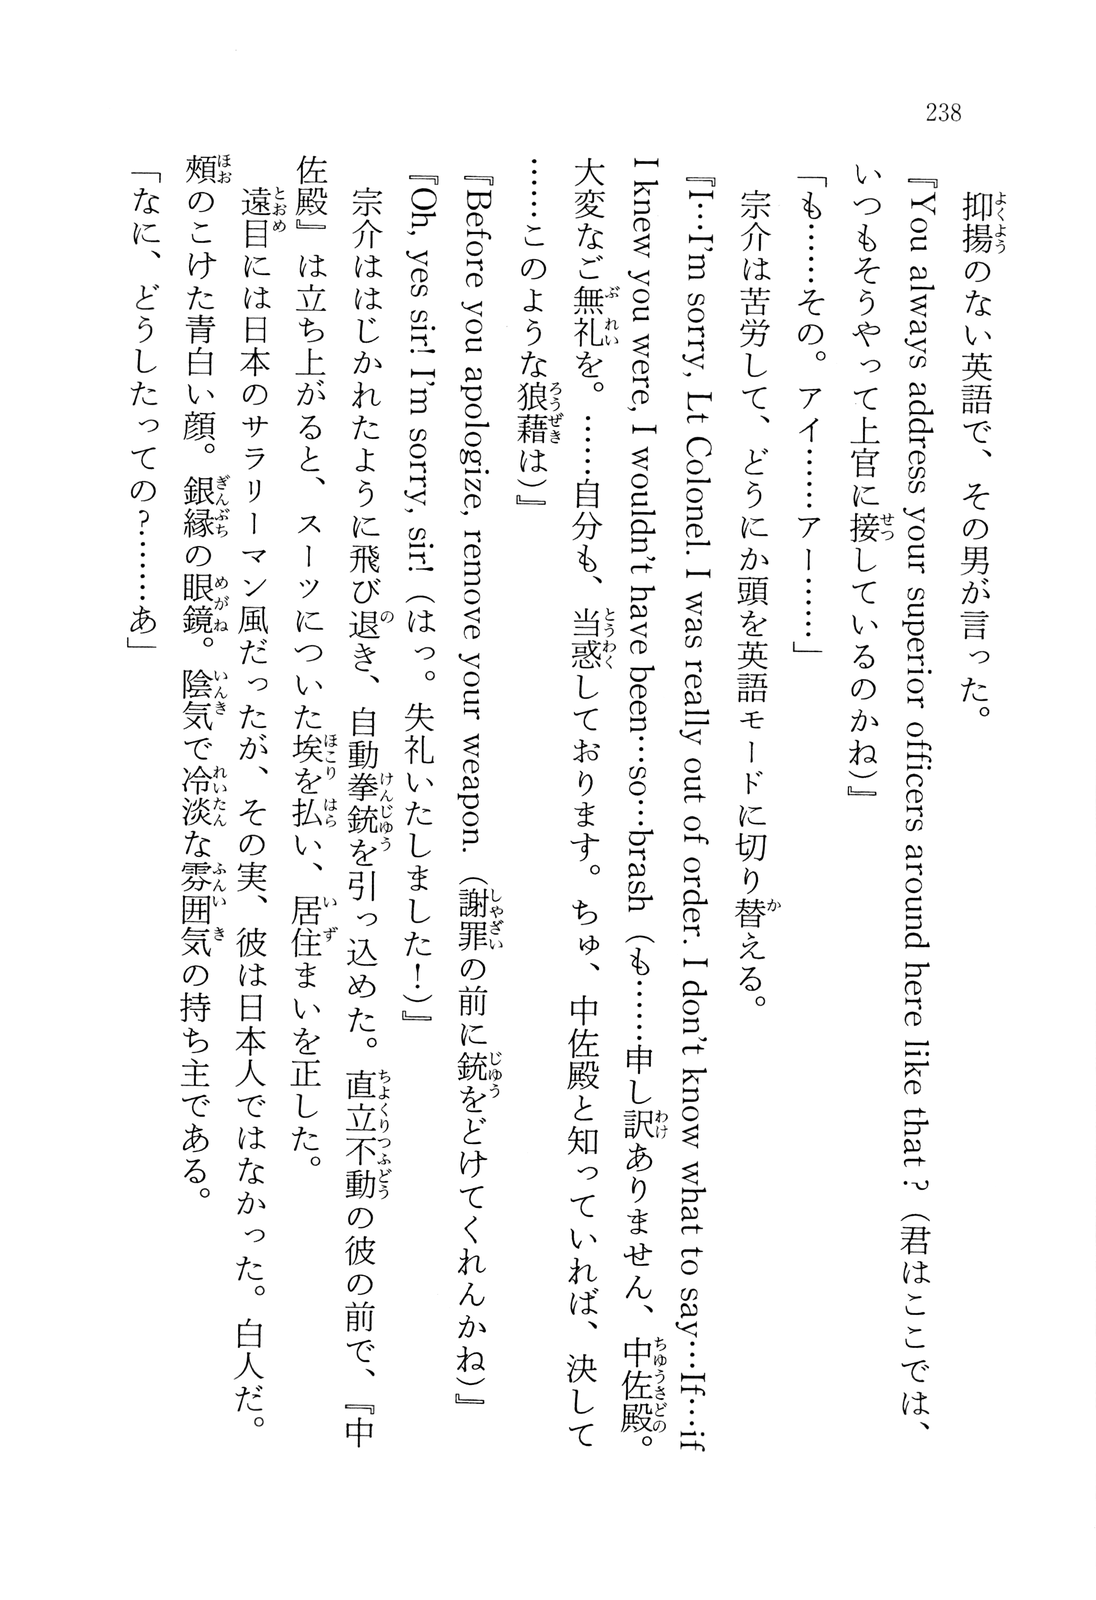 238
抑揚のない英語で、その男が言った。
『You always address your superior officers around here like that?（君はここでは、
いつもそうやって上官に接しているのかね）』
「も……その。アイ……アー……」
宗介は苦労して、どうにか頭を英語モードに切り替える。
『I…I'm sorry, Lt Colonel. I was really out of order. I don't know what to say…If…if
I knew you were, I wouldn't have been…so…brash（も……申し訳ありません、中佐殿。
大変なご無礼を。……自分も、当惑しております。ちゅ、中佐殿と知っていれば、決して
……このような狼藉は）』
『Before you apologize, remove your weapon.（謝罪の前に銃をどけてくれんかね）』
『Oh, yes sir! I'm sorry, sir!（はっ。失礼いたしました！）』
宗介ははじかれたように飛び退き、自動拳銃を引っ込めた。直立不動の彼の前で、『中
佐殿』は立ち上がると、スーツについた埃を払い、居住まいを正した。
遠目には日本のサラリーマン風だったが、その実、彼は日本人ではなかった。白人だ。
頰のこけた青白い顔。銀縁の眼鏡。陰気で冷淡な雰囲気の持ち主である。
「なに、どうしたっての？……あ」